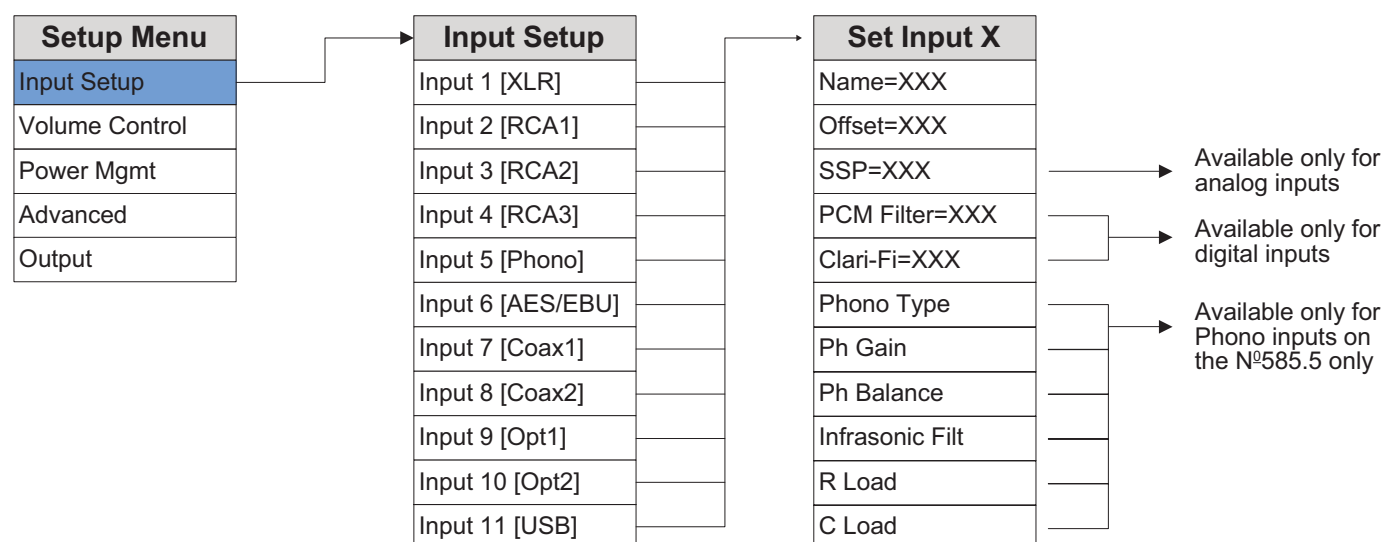 Setup Menu
Input Setup
Volume Control
Power Mgmt
Advanced
Output
Input Setup
Input 1 [XLR]
Input 2 [RCA1]
Input 3 [RCA2]
Input 4 [RCA3]
Input 5 [Phono]
Input 6 [AES/EBU]
Input 7 [Coax1]
Input 8 [Coax2]
Input 9 [Opt1]
Input 10 [Opt2]
Input 11 [USB]
Set Input X
Name=XXX
Offset=XXX
SSP=XXX
PCM Filter=XXX
Clari-Fi=XXX
Phono Type
Ph Gain
Ph Balance
Infrasonic Filt
R Load
C Load
Available only for
analog inputs
Available only for
digital inputs
Available only for
Phono inputs on
the Nº585.5 only